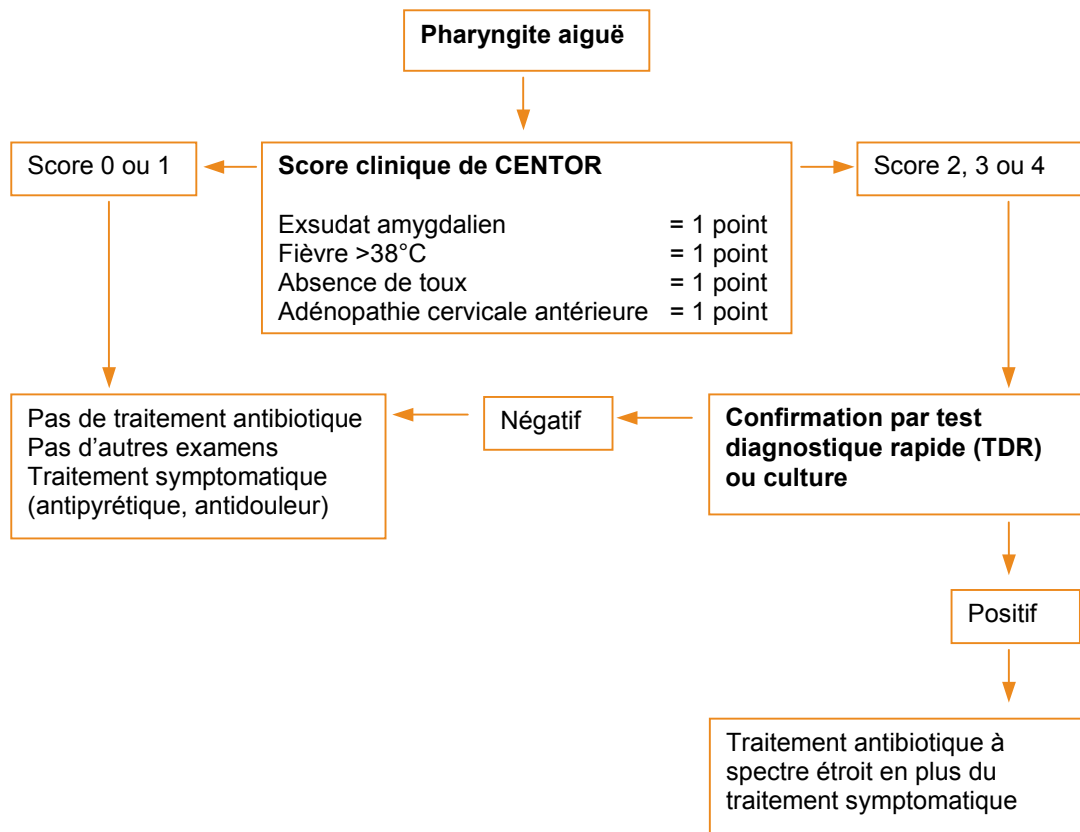 Pharyngite aiguë
Score 0 ou 1
Score clinique de CENTOR
Exsudat amygdalien = 1 point
Fièvre >38°C = 1 point
Absence de toux = 1 point
Adénopathie cervicale antérieure = 1 point
Score 2, 3 ou 4
Pas de traitement antibiotique
Pas d’autres examens
Traitement symptomatique
(antipyrétique, antidouleur)
Négatif
Confirmation par test
diagnostique rapide (TDR)
ou culture
Positif
Traitement antibiotique à
spectre étroit en plus du
traitement symptomatique